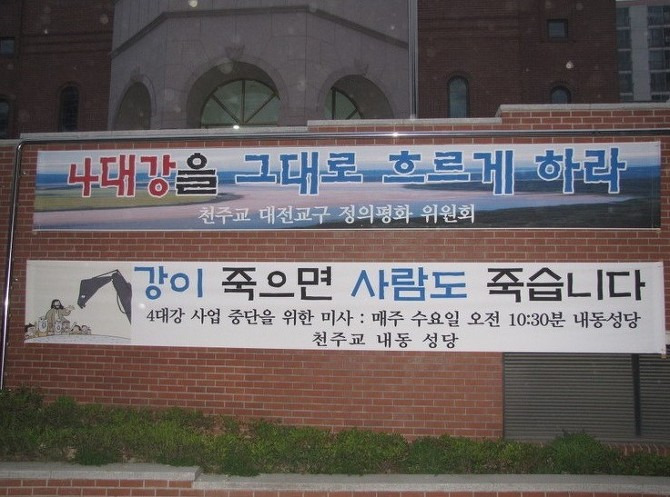 4대강을 그대로 흐르게 하라
천주교 대전교구 정의평화 위원회
강이 죽으면 사람도 죽습니다
4대강 사업 중단을 위한 미사 : 매주 수요일 오전 10:30분 내동성당
천주교 내동 성당